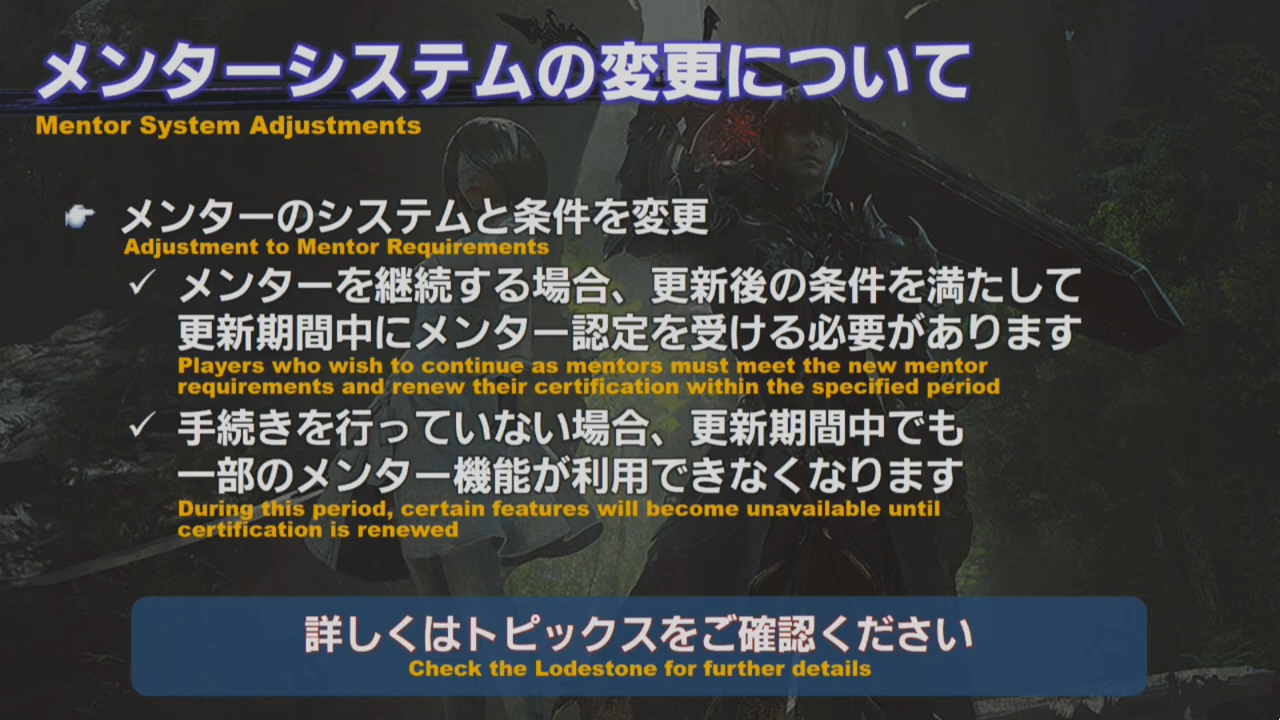 メンターシステムの変更について
Mentor System Adjustments
メンターのシステムと条件を変更
Adjustment to Mentor Requirements
✓ メンターを継続する場合、更新後の条件を満たして
更新期間中にメンター認定を受ける必要があります
Players who wish to continue as mentors must meet the new mentor
requirements and renew their certification within the specified period
✓ 手続きを行っていない場合、更新期間中でも
一部のメンター機能が利用できなくなります
During this period, certain features will become unavailable until
certification is renewed
詳しくはトピックスをご確認ください
Check the Lodestone for further details